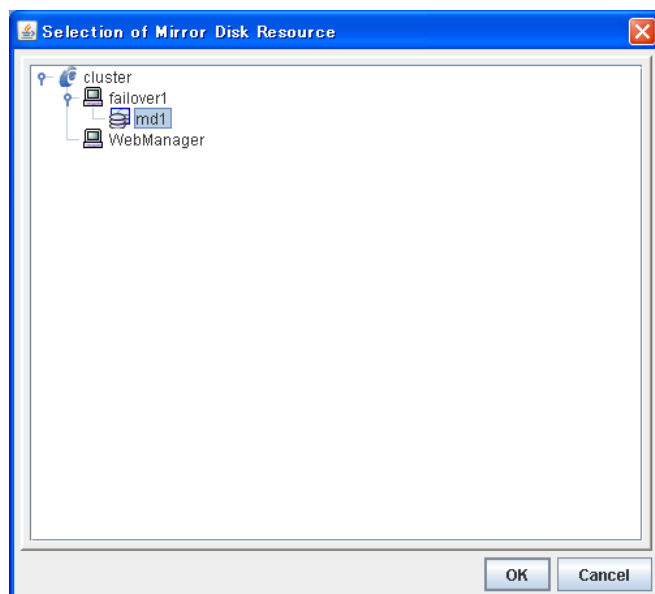 Selection of Mirror Disk Resource
cluster
failover1
md1
WebManager
OK Cancel